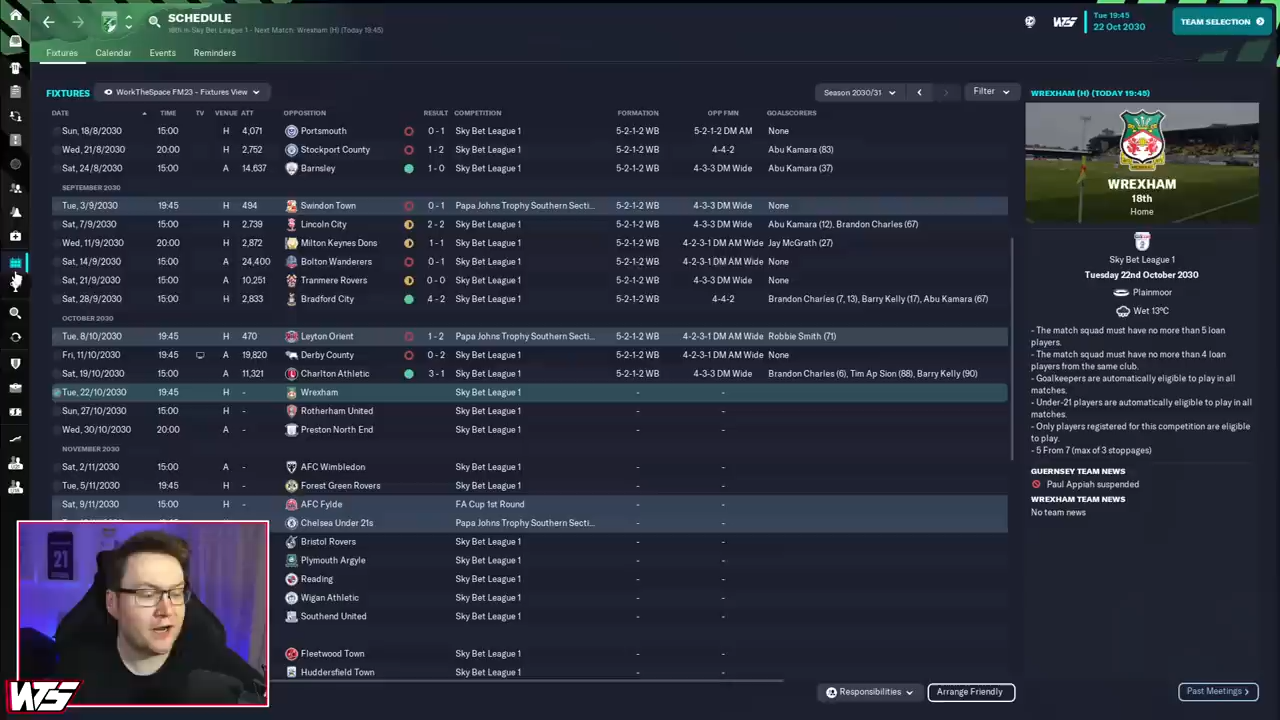 SCHEDULE
18th in Sky Bet League 1 - Next Match: Wrexham (H) (Today 19:45)
WTS
Tue 19:45
22 Oct 2030
TEAM SELECTION
Fixtures Calendar Events Reminders
FIXTURES WorkTheSpace FM23 - Fixtures View Season 2030/31 Filter
DATE TIME TV VENUE ATT OPPOSITION RESULT COMPETITION FORMATION OPP FMN GOALSCORERS
Sun, 18/8/2030 15:00 H 4,071 Portsmouth 0 - 1 Sky Bet League 1 5-2-1-2 WB 5-2-1-2 DM AM None
Wed, 21/8/2030 20:00 H 2,752 Stockport County 1 - 2 Sky Bet League 1 5-2-1-2 WB 4-4-2 Abu Kamara (83)
Sat, 24/8/2030 15:00 A 14,637 Barnsley 1 - 0 Sky Bet League 1 5-2-1-2 WB 4-3-3 DM Wide Abu Kamara (37)
SEPTEMBER 2030
Tue, 3/9/2030 19:45 H 494 Swindon Town 0 - 1 Papa Johns Trophy Southern Secti... 5-2-1-2 WB 4-3-3 DM Wide None
Sat, 7/9/2030 15:00 H 2,739 Lincoln City 2 - 2 Sky Bet League 1 5-2-1-2 WB 4-3-3 DM Wide Abu Kamara (12), Brandon Charles (67)
Wed, 11/9/2030 20:00 H 2,872 Milton Keynes Dons 1 - 1 Sky Bet League 1 5-2-1-2 WB 4-2-3-1 DM AM Wide Jay McGrath (27)
Sat, 14/9/2030 15:00 A 24,400 Bolton Wanderers 0 - 1 Sky Bet League 1 5-2-1-2 WB 4-3-3 DM Wide None
Sat, 21/9/2030 15:00 A 10,251 Tranmere Rovers 0 - 0 Sky Bet League 1 5-2-1-2 WB 4-3-3 DM Wide None
Sat, 28/9/2030 15:00 H 2,833 Bradford City 4 - 2 Sky Bet League 1 5-2-1-2 WB 4-4-2 Brandon Charles (7, 13), Barry Kelly (17), Abu Kamara (67)
OCTOBER 2030
Tue, 8/10/2030 19:45 H 470 Leyton Orient 1 - 2 Papa Johns Trophy Southern Secti... 5-2-1-2 WB 4-2-3-1 DM AM Wide Robbie Smith (71)
Fri, 11/10/2030 19:45 A 19,820 Derby County 0 - 2 Sky Bet League 1 5-2-1-2 WB 4-2-3-1 DM AM Wide None
Sat, 19/10/2030 15:00 A 11,321 Charlton Athletic 3 - 1 Sky Bet League 1 5-2-1-2 WB 4-3-3 DM Wide Brandon Charles (6), Tim Ap Sion (88), Barry Kelly (90)
Tue, 22/10/2030 19:45 H - Wrexham Sky Bet League 1 - -
Sun, 27/10/2030 15:00 H - Rotherham United Sky Bet League 1 - -
Wed, 30/10/2030 20:00 A - Preston North End Sky Bet League 1 - -
NOVEMBER 2030
Sat, 2/11/2030 15:00 A - AFC Wimbledon Sky Bet League 1 - -
Tue, 5/11/2030 19:45 H - Forest Green Rovers Sky Bet League 1 - -
Sat, 9/11/2030 15:00 H - AFC Fylde FA Cup 1st Round - -
Chelsea Under 21s Papa Johns Trophy Southern Secti... - -
Bristol Rovers Sky Bet League 1 - -
Plymouth Argyle Sky Bet League 1 - -
Reading Sky Bet League 1 - -
Wigan Athletic Sky Bet League 1 - -
Southend United Sky Bet League 1 - -
Fleetwood Town Sky Bet League 1 - -
Huddersfield Town Sky Bet League 1 - -
Responsibilities Arrange Friendly
WREXHAM (H) (TODAY 19:45)
WREXHAM
18th
Home
Sky Bet League 1
Tuesday 22nd October 2030
Plainmoor
Wet 13°C
- The match squad must have no more than 5 loan
players.
- The match squad must have no more than 4 loan
players from the same club.
- Goalkeepers are automatically eligible to play in all
matches.
- Under-21 players are automatically eligible to play in all
matches.
- Only players registered for this competition are eligible
to play.
- 5 From 7 (max of 3 stoppages)
GUERNSEY TEAM NEWS
Paul Appiah suspended
WREXHAM TEAM NEWS
No team news
Past Meetings
21
WTS